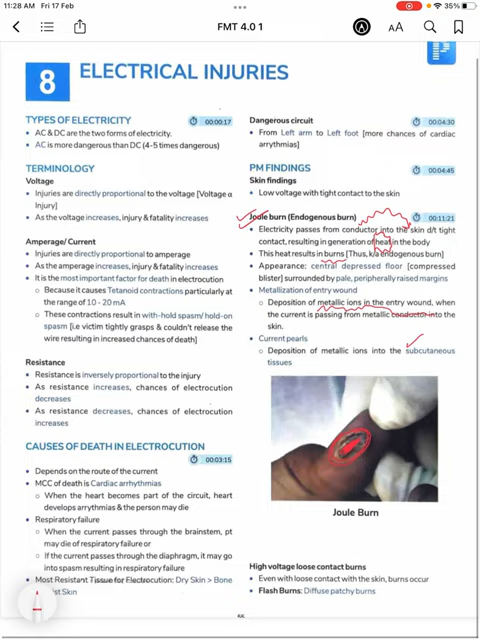 11:28 AM Fri 17 Feb
35%
FMT 4.0 1
AA
8
ELECTRICAL INJURIES
TYPES OF ELECTRICITY
00:00:17
AC & DC are the two forms of electricity.
AC is more dangerous than DC (4-5 times dangerous)
TERMINOLOGY
Voltage
Injuries are directly proportional to the voltage [Voltage α
Injury]
As the voltage increases, injury & fatality increases
Amperage/ Current
Injuries are directly proportional to amperage
As the amperage increases, injury & fatality increases
It is the most important factor for death in electrocution
Because it causes Tetanoid contractions particularly at
the range of 10 - 20 mA
These contractions result in with-hold spasm/ hold-on
spasm [i.e victim tightly grasps & couldn't release the
wire resulting in increased chances of death]
Resistance
Resistance is inversely proportional to the injury
As resistance increases, chances of electrocution
decreases
As resistance decreases, chances of electrocution
increases
CAUSES OF DEATH IN ELECTROCUTION
00:03:15
Depends on the route of the current
MCC of death is Cardiac arrhythmias
When the heart becomes part of the circuit, heart
develops arrhythmias & the person may die
Respiratory failure
When the current passes through the brainstem, pt
may die of respiratory failure or
If the current passes through the diaphragm, it may go
into spasm resulting in respiratory failure
Most Resistant Tissue for Electrocution: Dry Skin > Bone
ist Skin
Dangerous circuit
00:04:30
From Left arm to Left foot [more chances of cardiac
arrythmias]
PM FINDINGS
00:04:45
Skin findings
Low voltage with tight contact to the skin
Joule burn (Endogenous burn)
00:11:21
Electricity passes from conductor into the skin d/t tight
contact, resulting in generation of heat in the body
This heat results in burns [Thus, k/a endogenous burn]
Appearance: central depressed floor [compressed
blister] surrounded by pale, peripherally raised margins
Metallization of entry wound
Deposition of metallic ions in the entry wound, when
the current is passing from metallic conductor into the
skin.
Current pearls
Deposition of metallic ions into the subcutaneous
tissues
Joule Burn
High voltage loose contact burns
Even with loose contact with the skin, burns occur
Flash Burns: Diffuse patchy burns